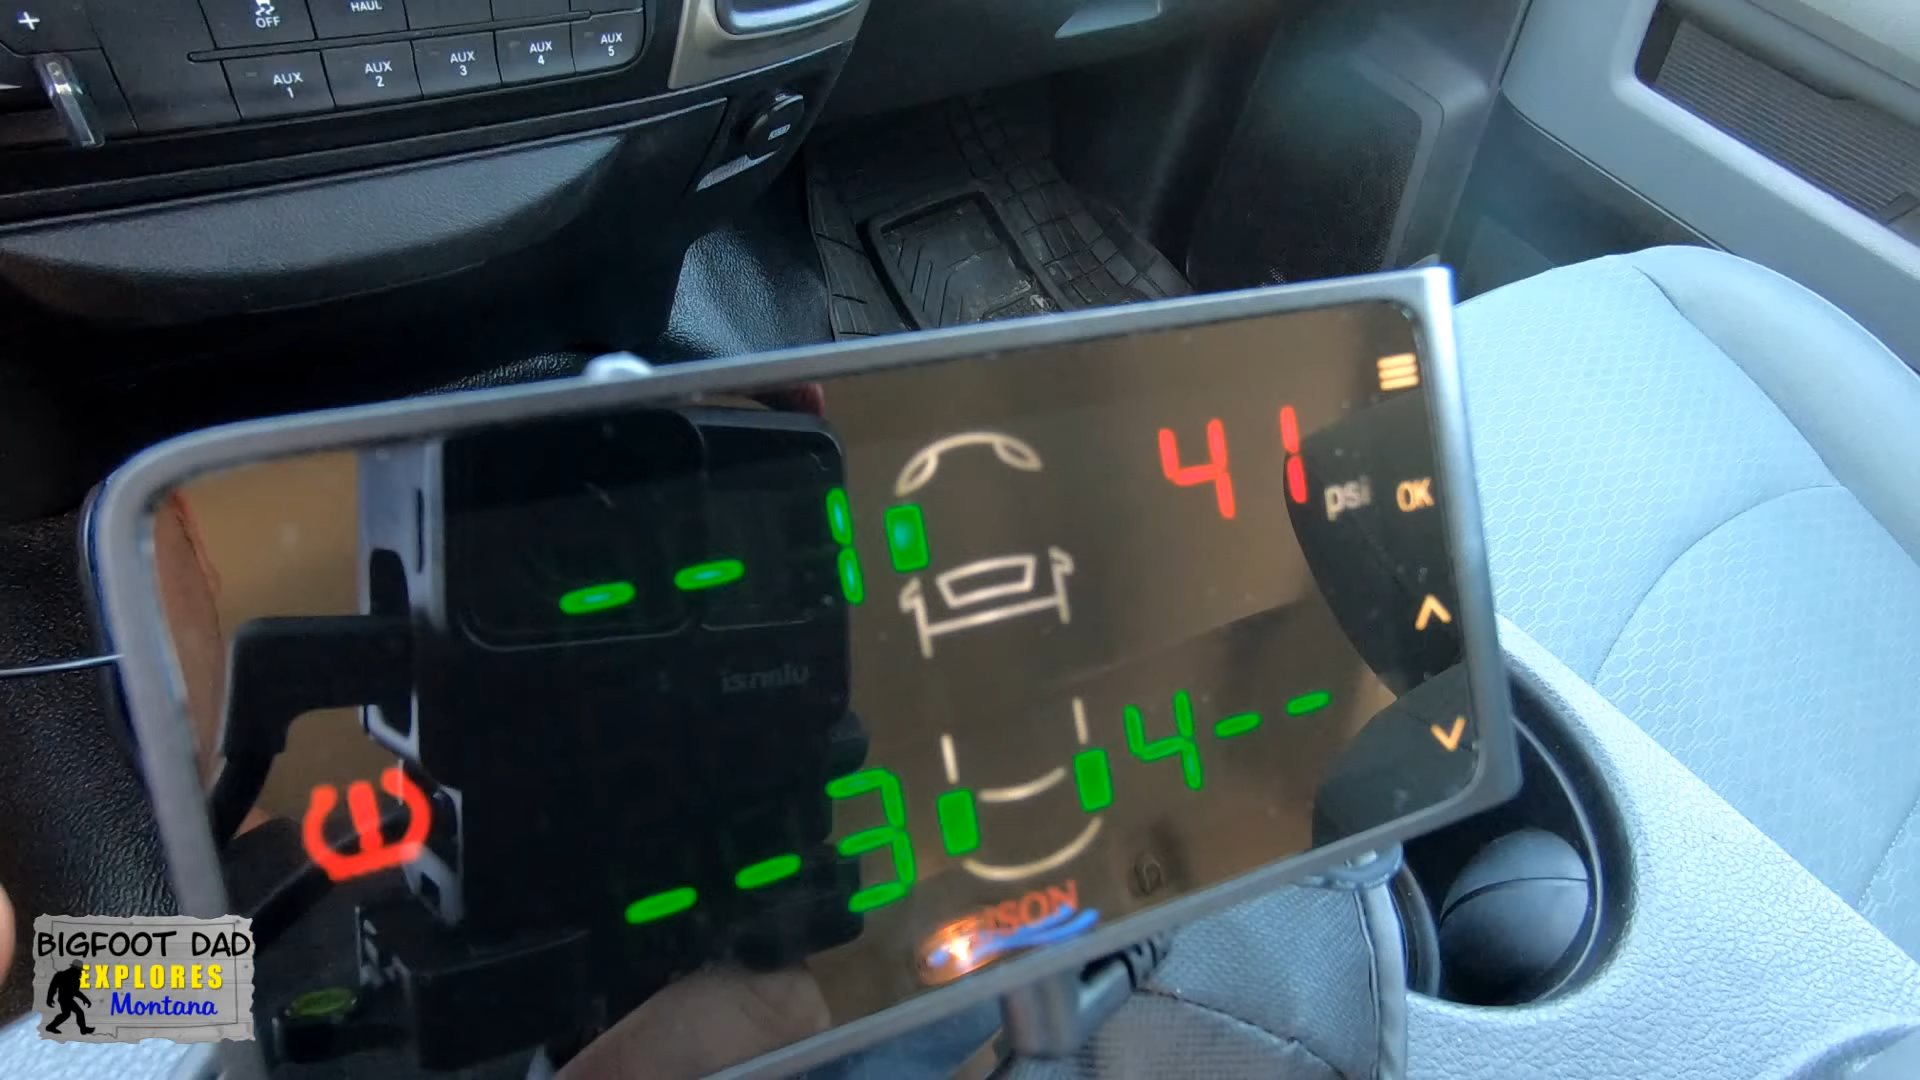 OFF
HAUL
AUX 1
AUX 2
AUX 3
AUX 4
AUX 5
41 psi
OK
--1
--3
4--
BIGFOOT DAD
EXPLORES
Montana